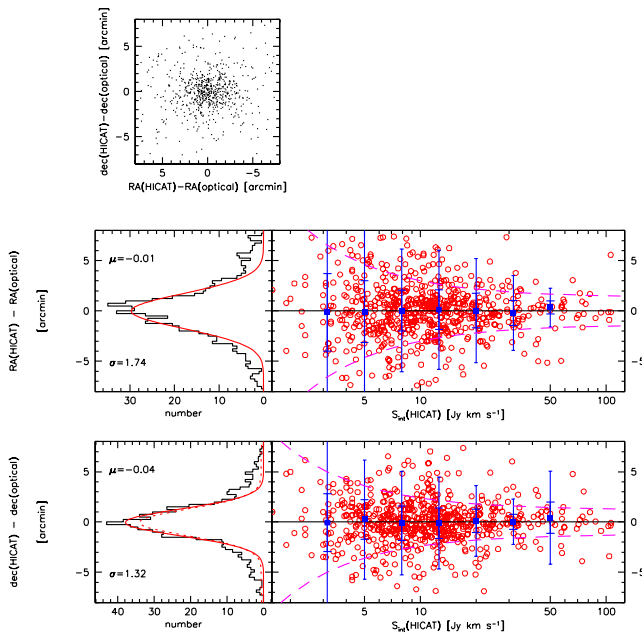 dec(HICAT)−dec(optical) [arcmin]
5
0
−5
5 0 −5
RA(HICAT)−RA(optical) [arcmin]
RA(HICAT) − RA(optical)
[arcmin]
5
0
−5
μ=−0.01
σ=1.74
30 20 10 0
number
5
0
−5
5 10 50 100
S_int(HICAT) [Jy km s⁻¹]
dec(HICAT) − dec(optical)
[arcmin]
5
0
−5
μ=−0.04
σ=1.32
40 30 20 10 0
number
5
0
−5
5 10 50 100
S_int(HICAT) [Jy km s⁻¹]